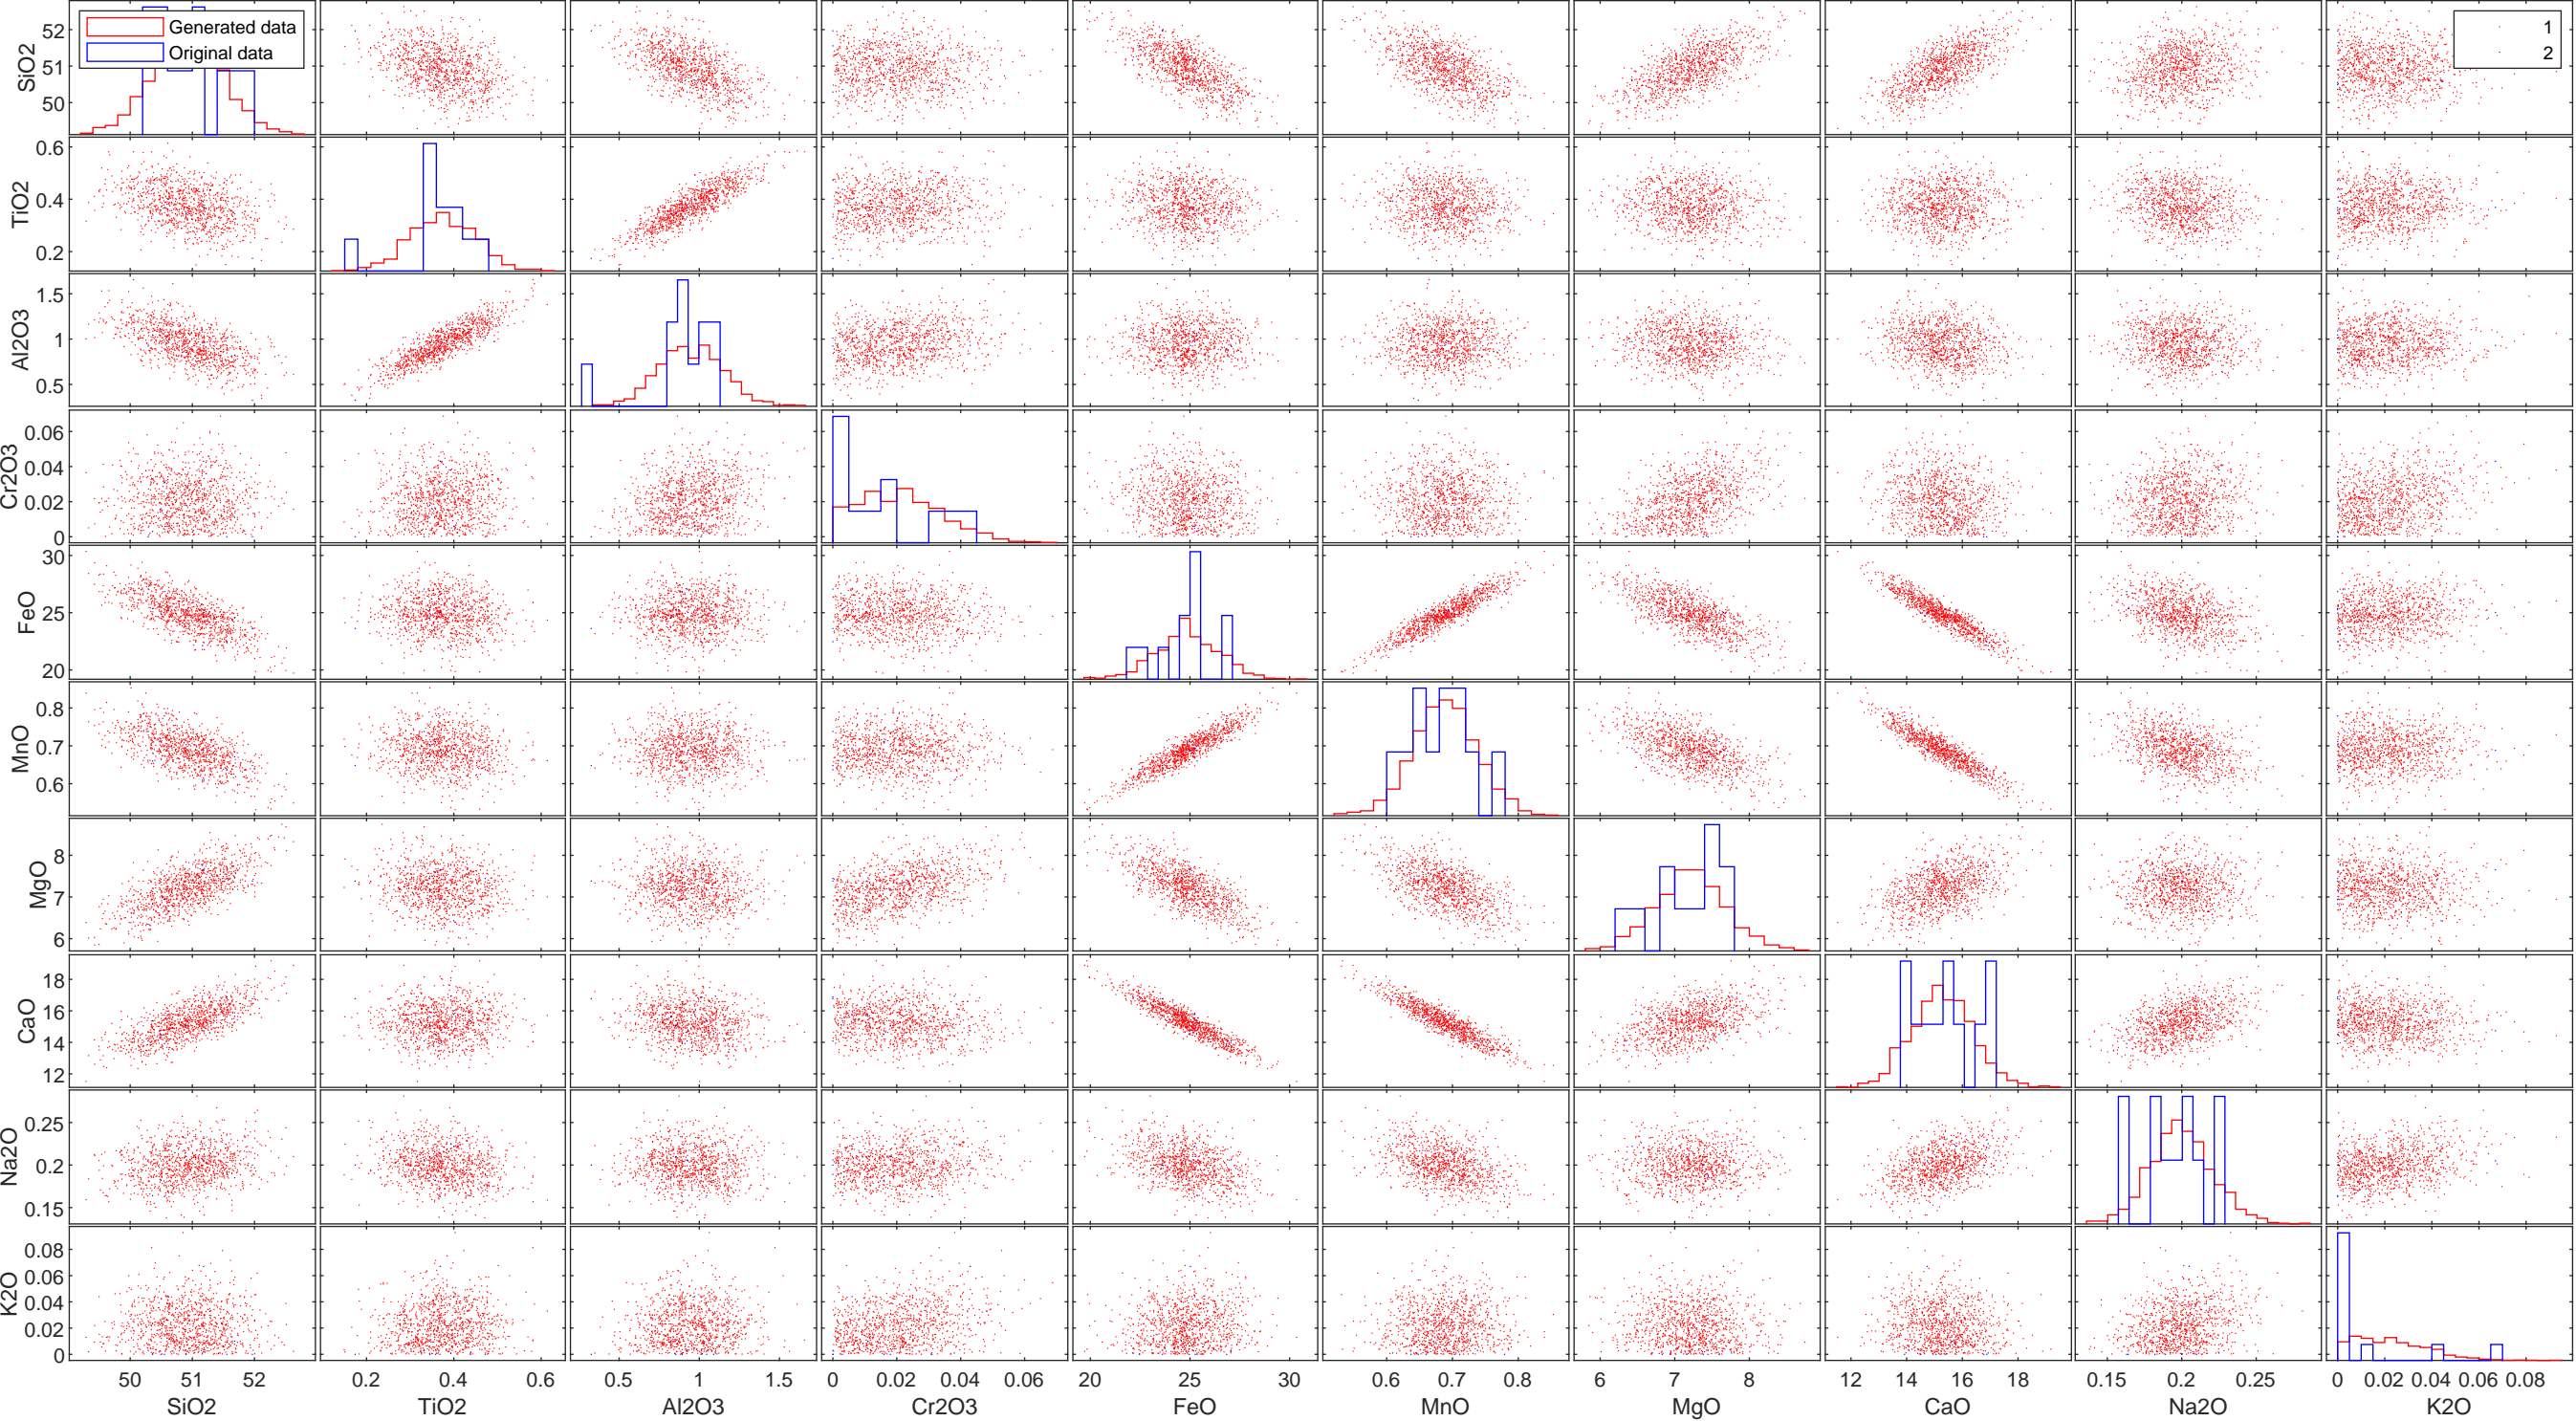 Generated data
Original data
1
2
SiO2
52
51
50
TiO2
0.6
0.4
0.2
Al2O3
1.5
1
0.5
Cr2O3
0.06
0.04
0.02
0
FeO
30
25
20
MnO
0.8
0.7
0.6
MgO
8
7
6
CaO
18
16
14
12
Na2O
0.25
0.2
0.15
K2O
0.08
0.06
0.04
0.02
0
50 51 52 0.2 0.4 0.6 0.5 1 1.5 0 0.02 0.04 0.06 20 25 30 0.6 0.7 0.8 6 7 8 12 14 16 18 0.15 0.2 0.25 0 0.02 0.04 0.06 0.08
SiO2 TiO2 Al2O3 Cr2O3 FeO MnO MgO CaO Na2O K2O